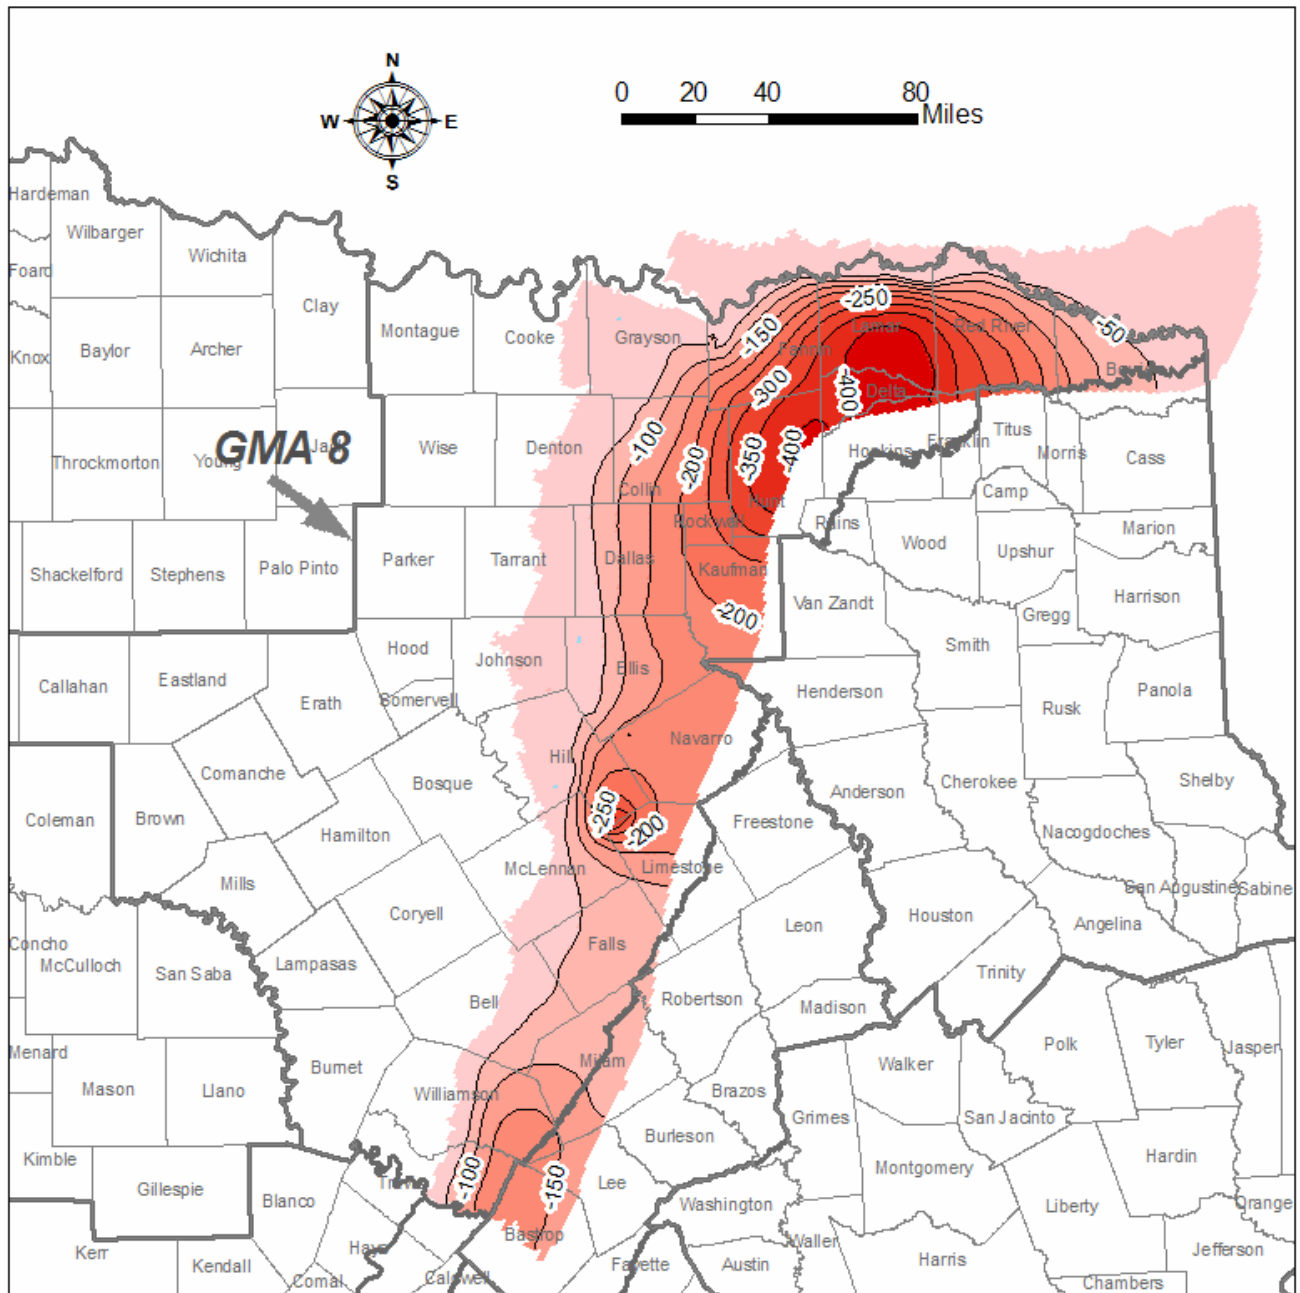 N
W E
S
0 20 40 80
Miles
Hardeman
Wilbarger
Wichita
Foard
Clay
Montague
Cooke
Grayson
-250
Lamar
Red River
-50
Knox
Baylor
Archer
-150
Fannin
Bowie
-300
-400
Delta
GMA 8
Throckmorton
Young
Jack
Wise
Denton
-100
Collin
-200
-350
-400
Hunt
Hopkins
Franklin
Titus
Morris
Cass
Camp
Rockwall
Rains
Marion
Shackelford
Stephens
Palo Pinto
Parker
Tarrant
Dallas
Kaufman
Wood
Upshur
Harrison
-200
Van Zandt
Gregg
Smith
Callahan
Eastland
Hood
Johnson
Ellis
Somervell
Erath
Henderson
Rusk
Panola
Navarro
Hill
Comanche
Bosque
Cherokee
Shelby
Anderson
Coleman
Brown
Hamilton
-250
-200
Freestone
Nacogdoches
Mills
McLennan
Limestone
San Augustine
Sabine
Coryell
Houston
Angelina
Leon
Falls
Concho
McCulloch
San Saba
Lampasas
Trinity
Bell
Robertson
Madison
Menard
Mason
Llano
Burnet
Milam
Walker
Polk
Tyler
Jasper
Williamson
Brazos
Grimes
San Jacinto
Burleson
Kimble
Gillespie
Blanco
Travis
-100
-150
Lee
Montgomery
Hardin
Washington
Liberty
Orange
Bastrop
Kerr
Kendall
Hays
Waller
Harris
Jefferson
Comal
Caldwell
Fayette
Austin
Chambers